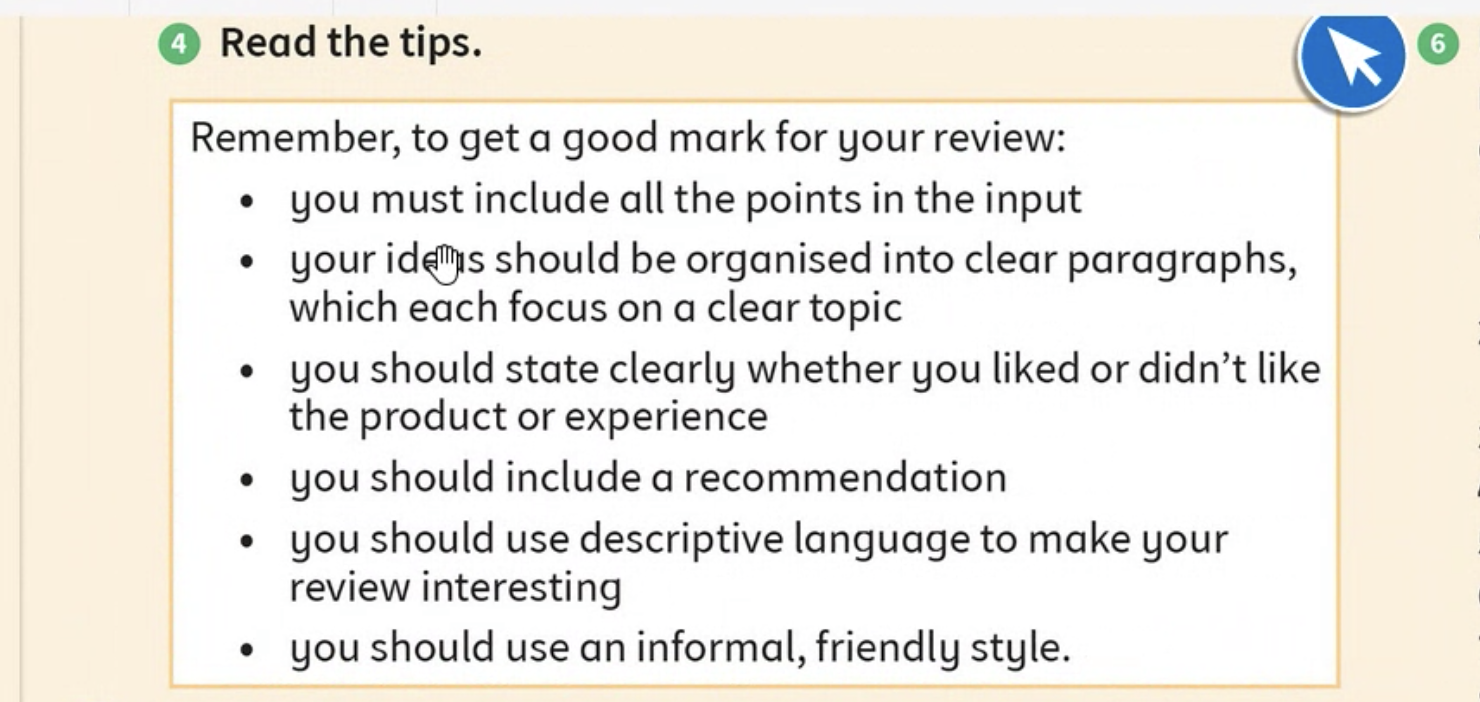 4 Read the tips.
6
Remember, to get a good mark for your review:
• you must include all the points in the input
• your ideas should be organised into clear paragraphs,
which each focus on a clear topic
• you should state clearly whether you liked or didn’t like
the product or experience
• you should include a recommendation
• you should use descriptive language to make your
review interesting
• you should use an informal, friendly style.